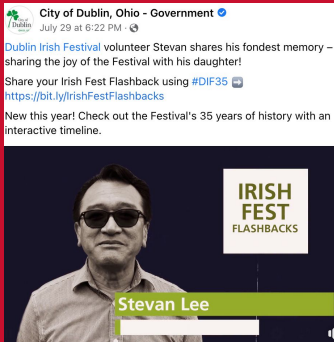 City of Dublin, Ohio - Government
Dublin
July 29 at 6:22 PM ·
Dublin Irish Festival volunteer Stevan shares his fondest memory –
sharing the joy of the Festival with his daughter!
Share your Irish Fest Flashback using #DIF35
https://bit.ly/IrishFestFlashbacks
New this year! Check out the Festival's 35 years of history with an
interactive timeline.
IRISH
FEST
FLASHBACKS
Stevan Lee